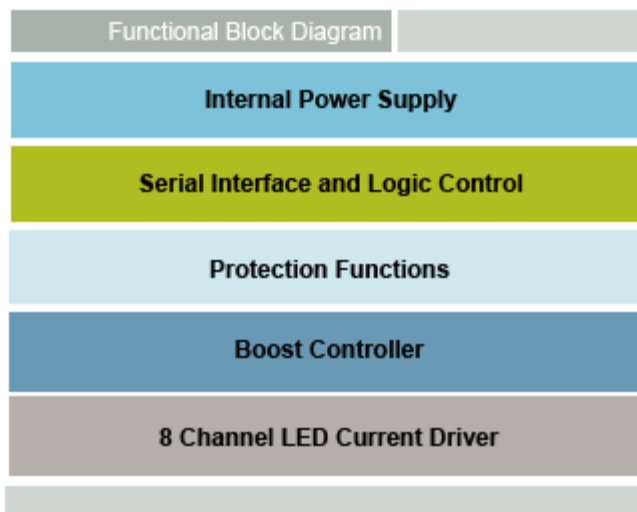 Functional Block Diagram
Internal Power Supply
Serial Interface and Logic Control
Protection Functions
Boost Controller
8 Channel LED Current Driver